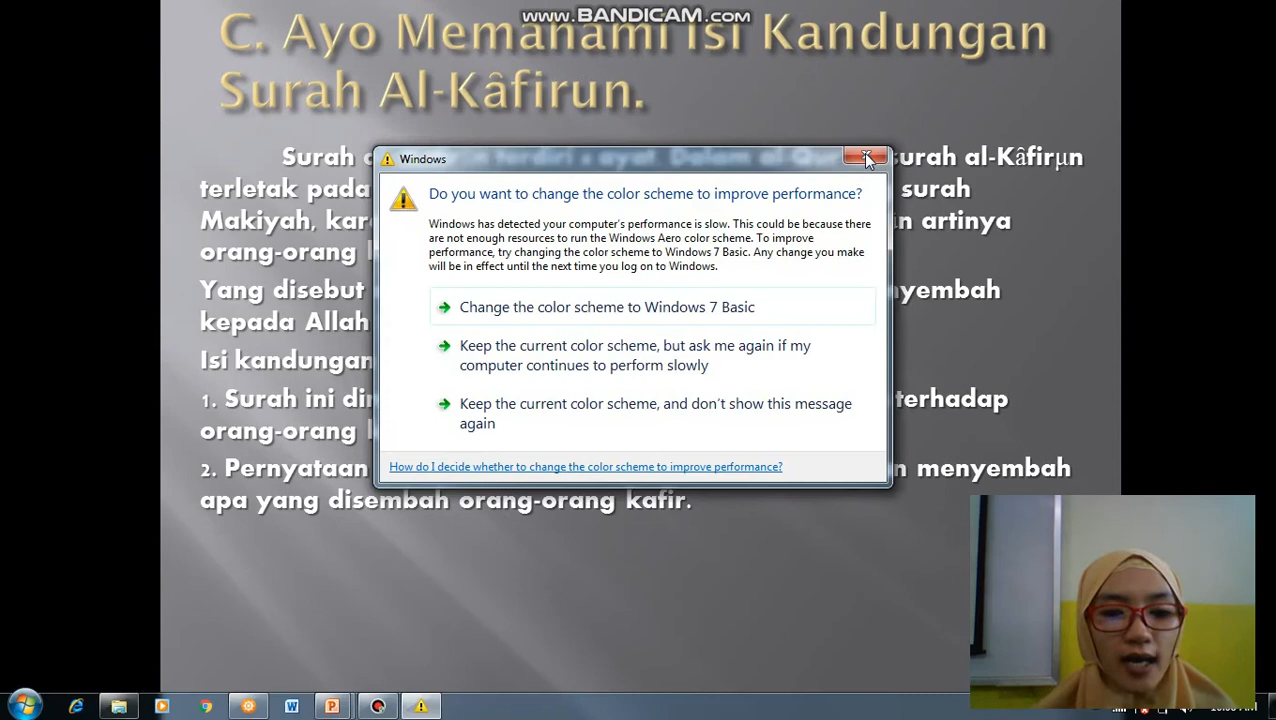 www.BANDICAM.com
C. Ayo Memahami Isi Kandungan
Surah Al-Kâfirun.
Surah terdiri 6 ayat. Dalam surah al-Kâfirµn
terletak pada surah
Makiyah, artinya
orang-orang
Yang disebut
kepada Allah
Isi kandungan
1. Surah ini terhadap
orang-orang
2. Pernyataan menyembah
apa yang disembah orang-orang kafir.
Windows
Do you want to change the color scheme to improve performance?
Windows has detected your computer's performance is slow. This could be because there
are not enough resources to run the Windows Aero color scheme. To improve
performance, try changing the color scheme to Windows 7 Basic. Any change you make
will be in effect until the next time you log on to Windows.
Change the color scheme to Windows 7 Basic
Keep the current color scheme, but ask me again if my
computer continues to perform slowly
Keep the current color scheme, and don't show this message
again
How do I decide whether to change the color scheme to improve performance?